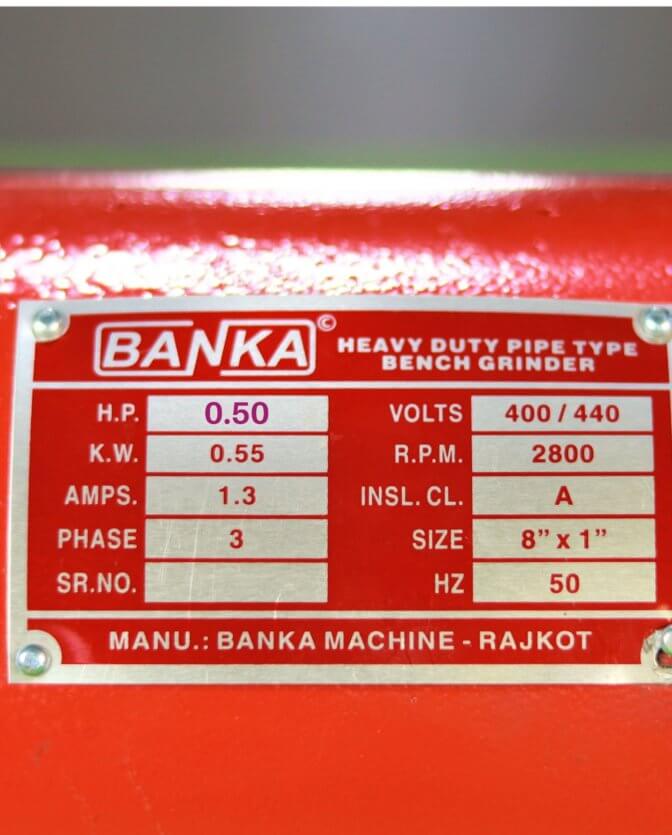 BANKA ©
HEAVY DUTY PIPE TYPE
BENCH GRINDER
H.P. 0.50 VOLTS 400 / 440
K.W. 0.55 R.P.M. 2800
AMPS. 1.3 INSL. CL. A
PHASE 3 SIZE 8” x 1”
SR.NO. HZ 50
MANU.: BANKA MACHINE - RAJKOT